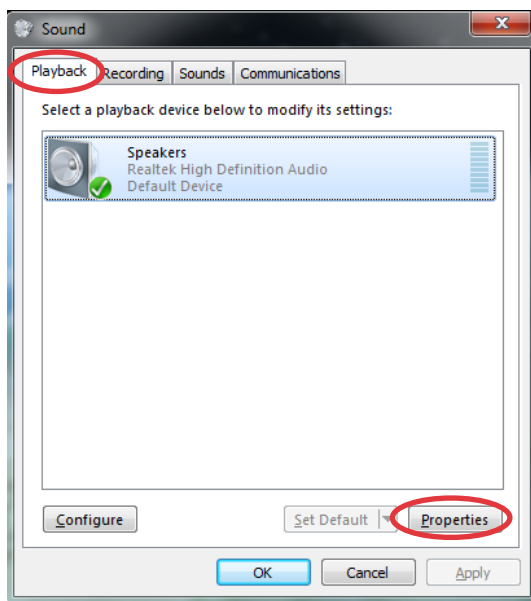 Sound
Playback Recording Sounds Communications
Select a playback device below to modify its settings:
Speakers
Realtek High Definition Audio
Default Device
Configure Set Default Properties
OK Cancel Apply